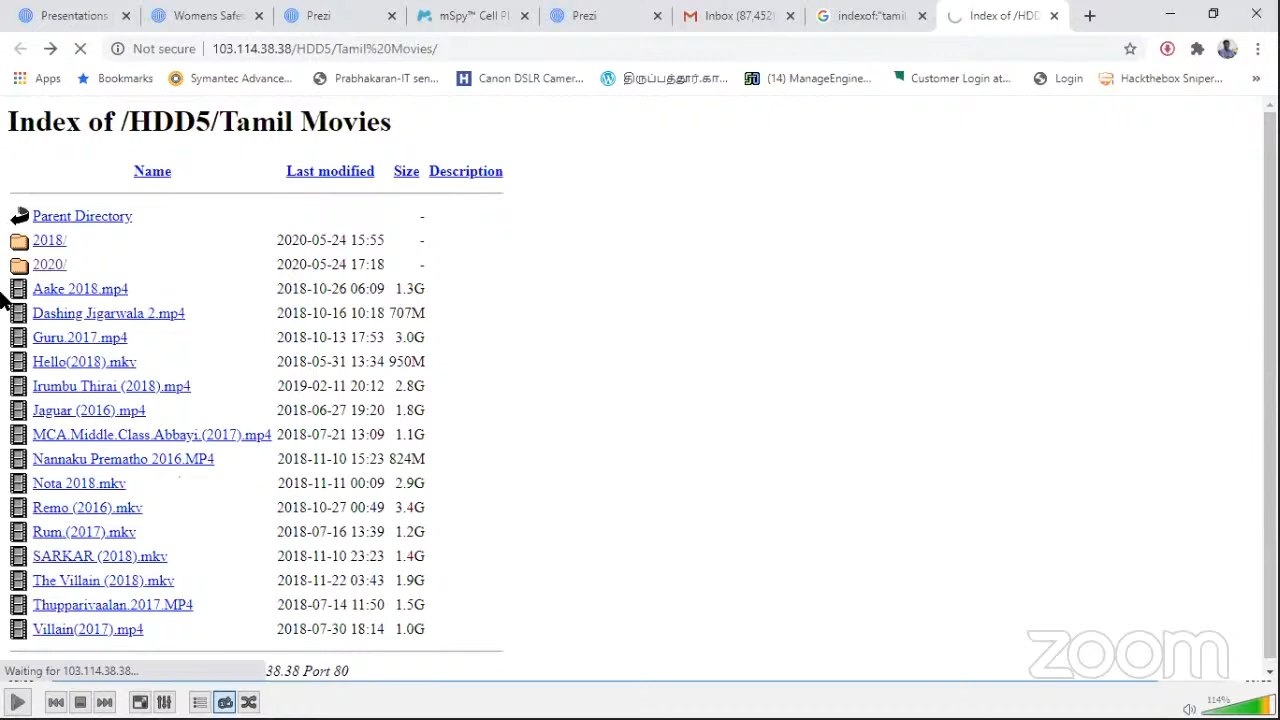 Presentations
Womens Safe
Prezi
mSpy™ Cell P
Prezi
Inbox (87,452
indexof:"tamil
Index of /HDD
Not secure 103.114.38.38/HDD5/Tamil%20Movies/
Apps Bookmarks Symantec Advance... Prabhakaran-IT sen... Canon DSLR Camer... திருப்பத்தூர்.கா... (14) ManageEngine... Customer Login at... Login Hackthebox Sniper... »
Index of /HDD5/Tamil Movies
Name Last modified Size Description
Parent Directory -
2018/ 2020-05-24 15:55 -
2020/ 2020-05-24 17:18 -
Aake 2018.mp4 2018-10-26 06:09 1.3G
Dashing Jigarwala 2.mp4 2018-10-16 10:18 707M
Guru.2017.mp4 2018-10-13 17:53 3.0G
Hello(2018).mkv 2018-05-31 13:34 950M
Irumbu Thirai (2018).mp4 2019-02-11 20:12 2.8G
Jaguar (2016).mp4 2018-06-27 19:20 1.8G
MCA.Middle.Class.Abbayi.(2017).mp4 2018-07-21 13:09 1.1G
Nannaku Prematho 2016.MP4 2018-11-10 15:23 824M
Nota 2018.mkv 2018-11-11 00:09 2.9G
Remo (2016).mkv 2018-10-27 00:49 3.4G
Rum.(2017).mkv 2018-07-16 13:39 1.2G
SARKAR (2018).mkv 2018-11-10 23:23 1.4G
The Villain (2018).mkv 2018-11-22 03:43 1.9G
Thupparivaalan.2017.MP4 2018-07-14 11:50 1.5G
Villain(2017).mp4 2018-07-30 18:14 1.0G
Waiting for 103.114.38.38... 38.38 Port 80
zoom
114%